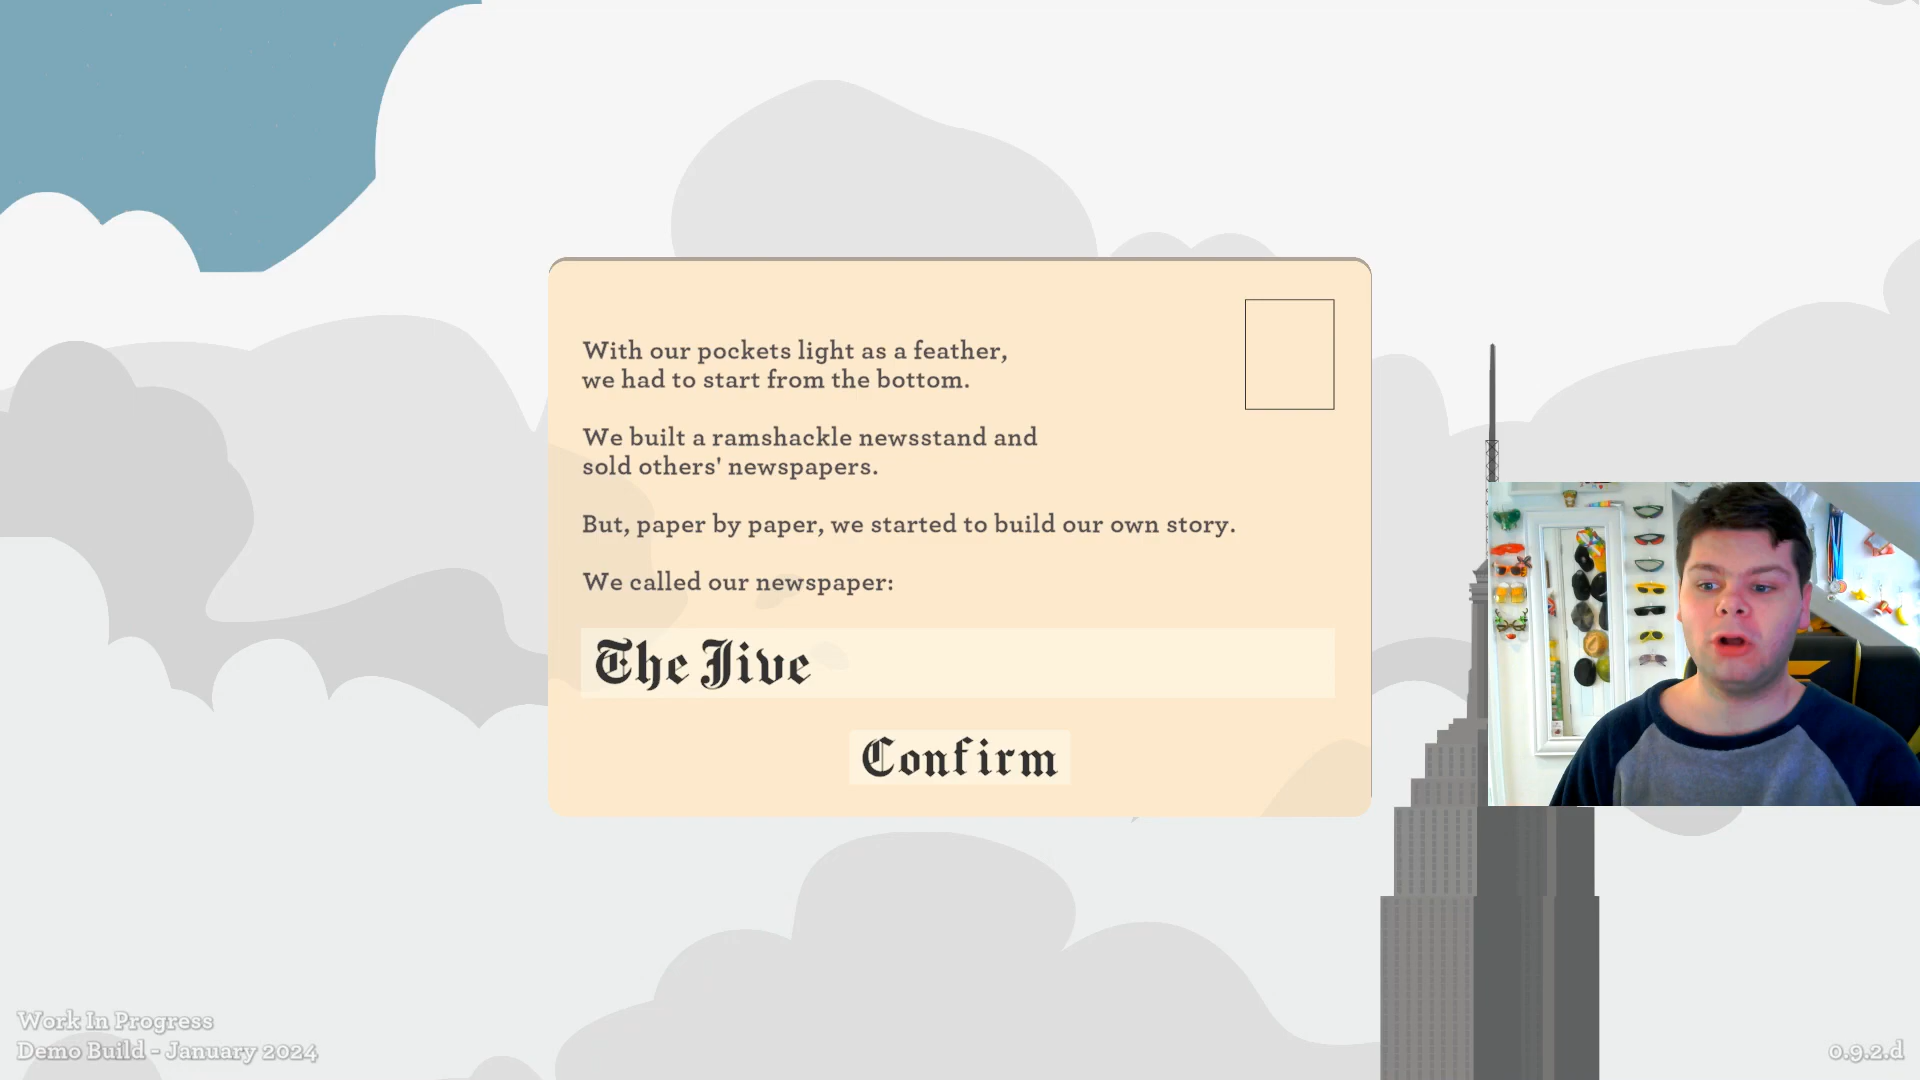 With our pockets light as a feather,
we had to start from the bottom.
We built a ramshackle newsstand and
sold others' newspapers.
But, paper by paper, we started to build our own story.
We called our newspaper:
The Jive
Confirm
Work In Progress
Demo Build - January 2024
0.9.2.d